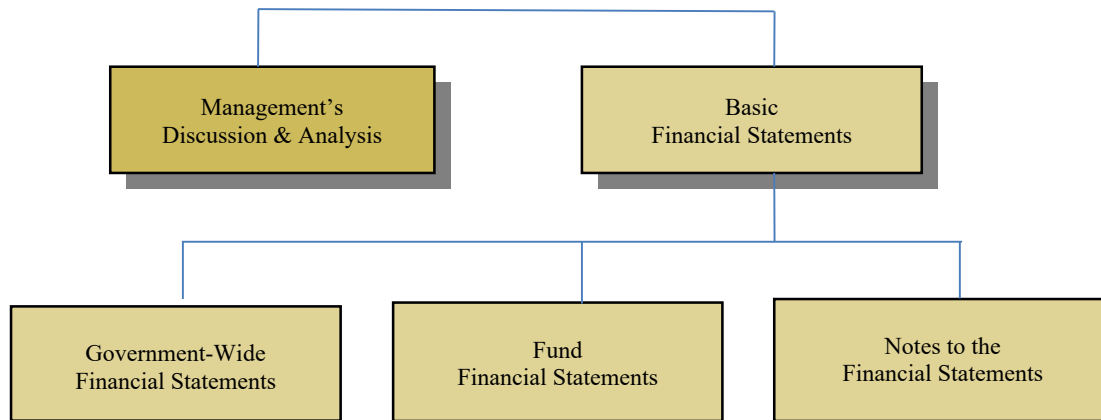 Management’s
Discussion & Analysis
Basic
Financial Statements
Government-Wide
Financial Statements
Fund
Financial Statements
Notes to the
Financial Statements